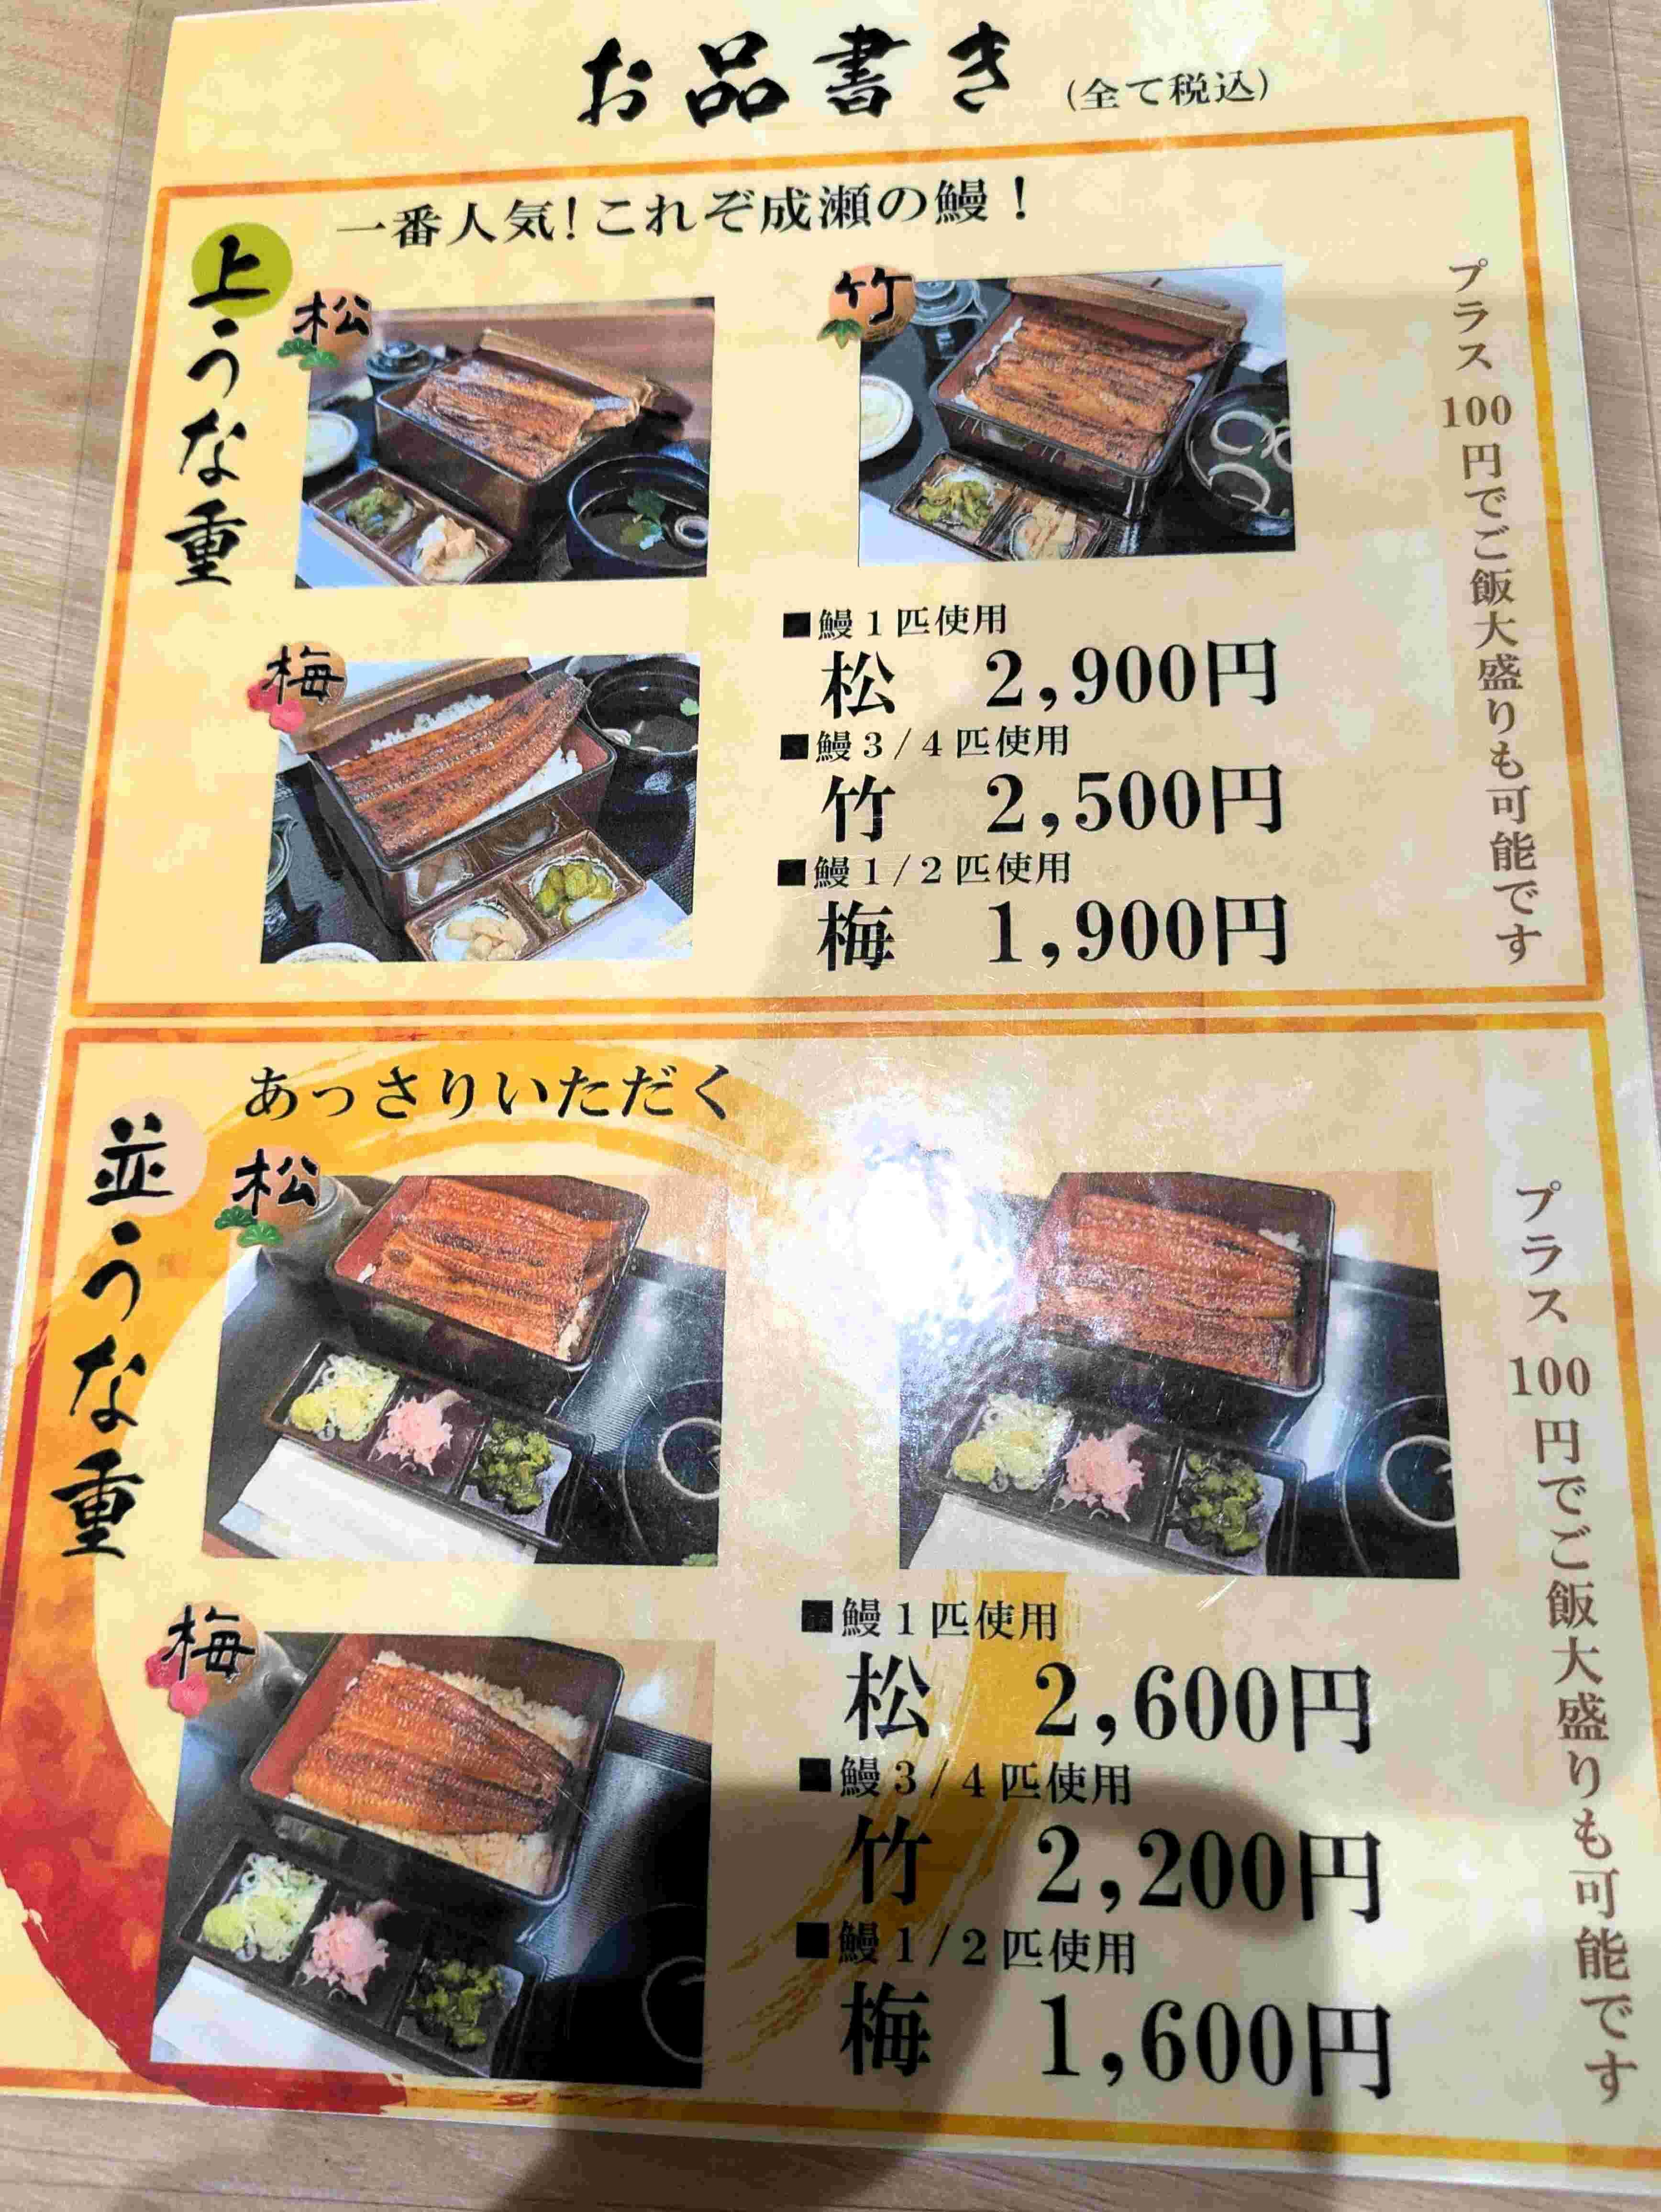 お品書き (全て税込)
一番人気!これぞ成瀬の鰻!
上うな重
松
竹
梅
■鰻1匹使用
松 2,900円
■鰻3/4匹使用
竹 2,500円
■鰻1/2匹使用
梅 1,900円
プラス100円でご飯大盛りも可能です
あっさりいただく
並うな重
松
梅
■鰻1匹使用
松 2,600円
■鰻3/4匹使用
竹 2,200円
■鰻1/2匹使用
梅 1,600円
プラス100円でご飯大盛りも可能です